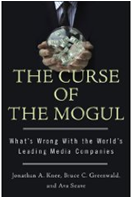 THE CURSE
OF
THE MOGUL
What's Wrong With the World's
Leading Media Companies
Jonathan A. Knee, Bruce C. Greenwald,
and Ava Seave